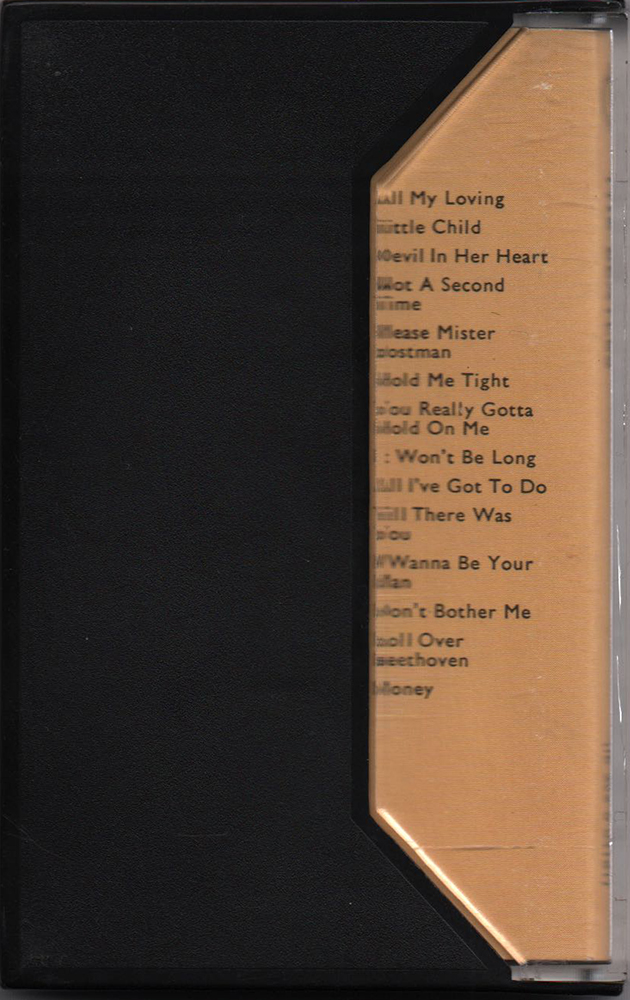 All My Loving
Little Child
Devil In Her Heart
Not A Second
Time
Please Mister
Postman
Hold Me Tight
You Really Gotta
Hold On Me
It Won't Be Long
All I've Got To Do
Till There Was
You
I Wanna Be Your
Man
Don't Bother Me
Roll Over
Beethoven
Money